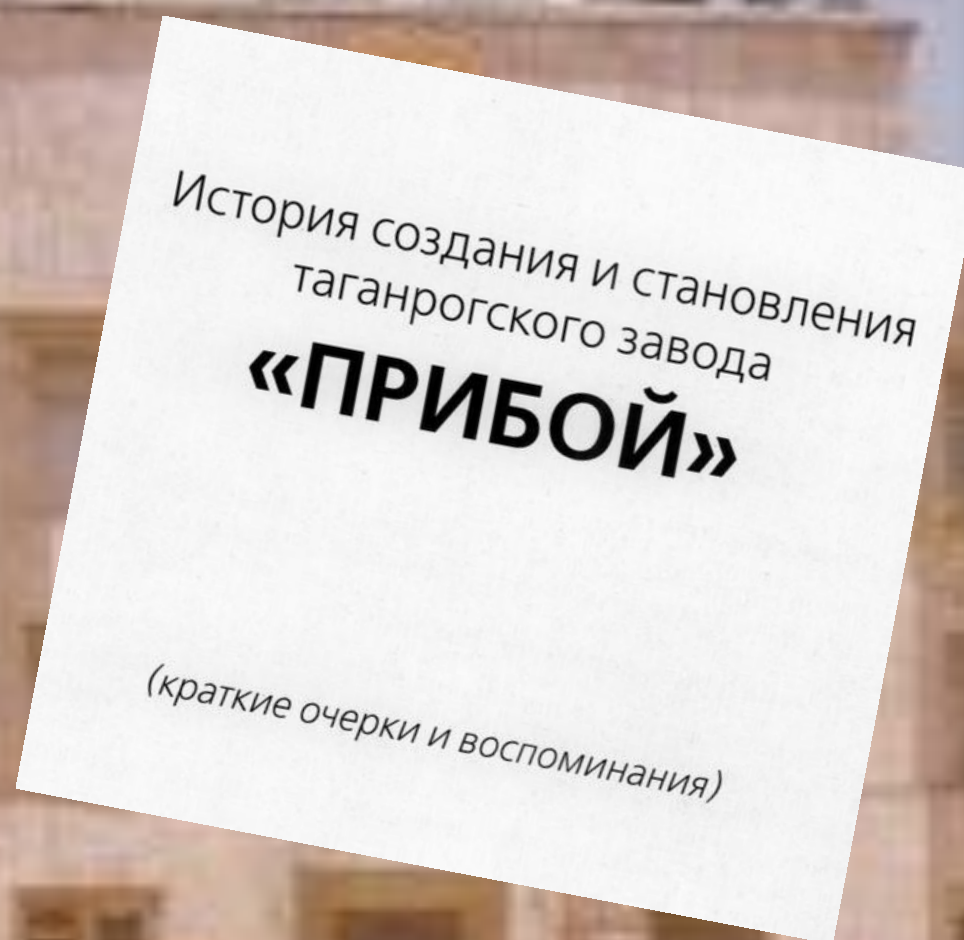 История создания и становления
таганрогского завода
«ПРИБОЙ»
(краткие очерки и воспоминания)